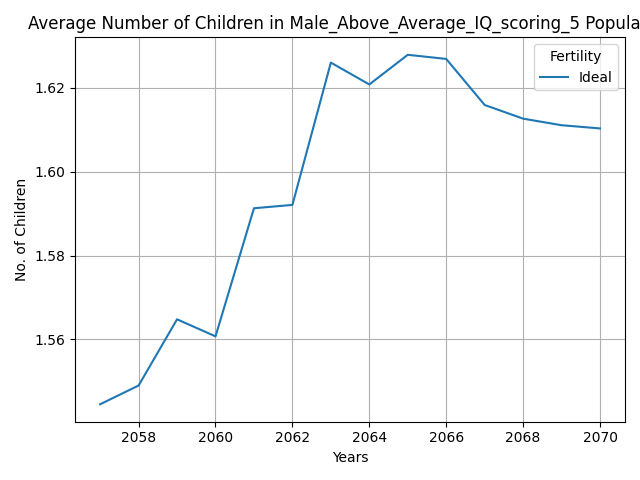 Average Number of Children in Male_Above_Average_IQ_scoring_5 Popula
Fertility
Ideal
1.62
1.60
1.58
1.56
No. of Children
2058 2060 2062 2064 2066 2068 2070
Years